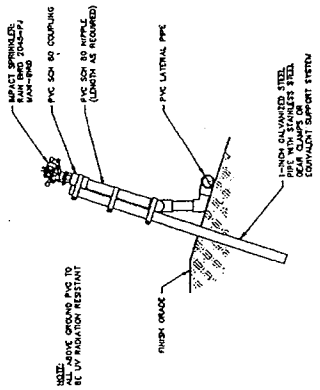 IMPACT SPRINKLER:
RAIN BIRD 2045-PJ
MAXI-BIRD
PVC SCH 80 COUPLING
PVC SCH 80 NIPPLE
(LENGTH AS REQUIRED)
PVC LATERAL PIPE
1-INCH GALVANIZED STEEL
PIPE WITH STAINLESS STEEL
GEAR CLAMPS OR
EQUIVALENT SUPPORT SYSTEM
FINISH GRADE
NOTE:
ALL ABOVE GROUND PVC TO
BE UV RADIATION RESISTANT